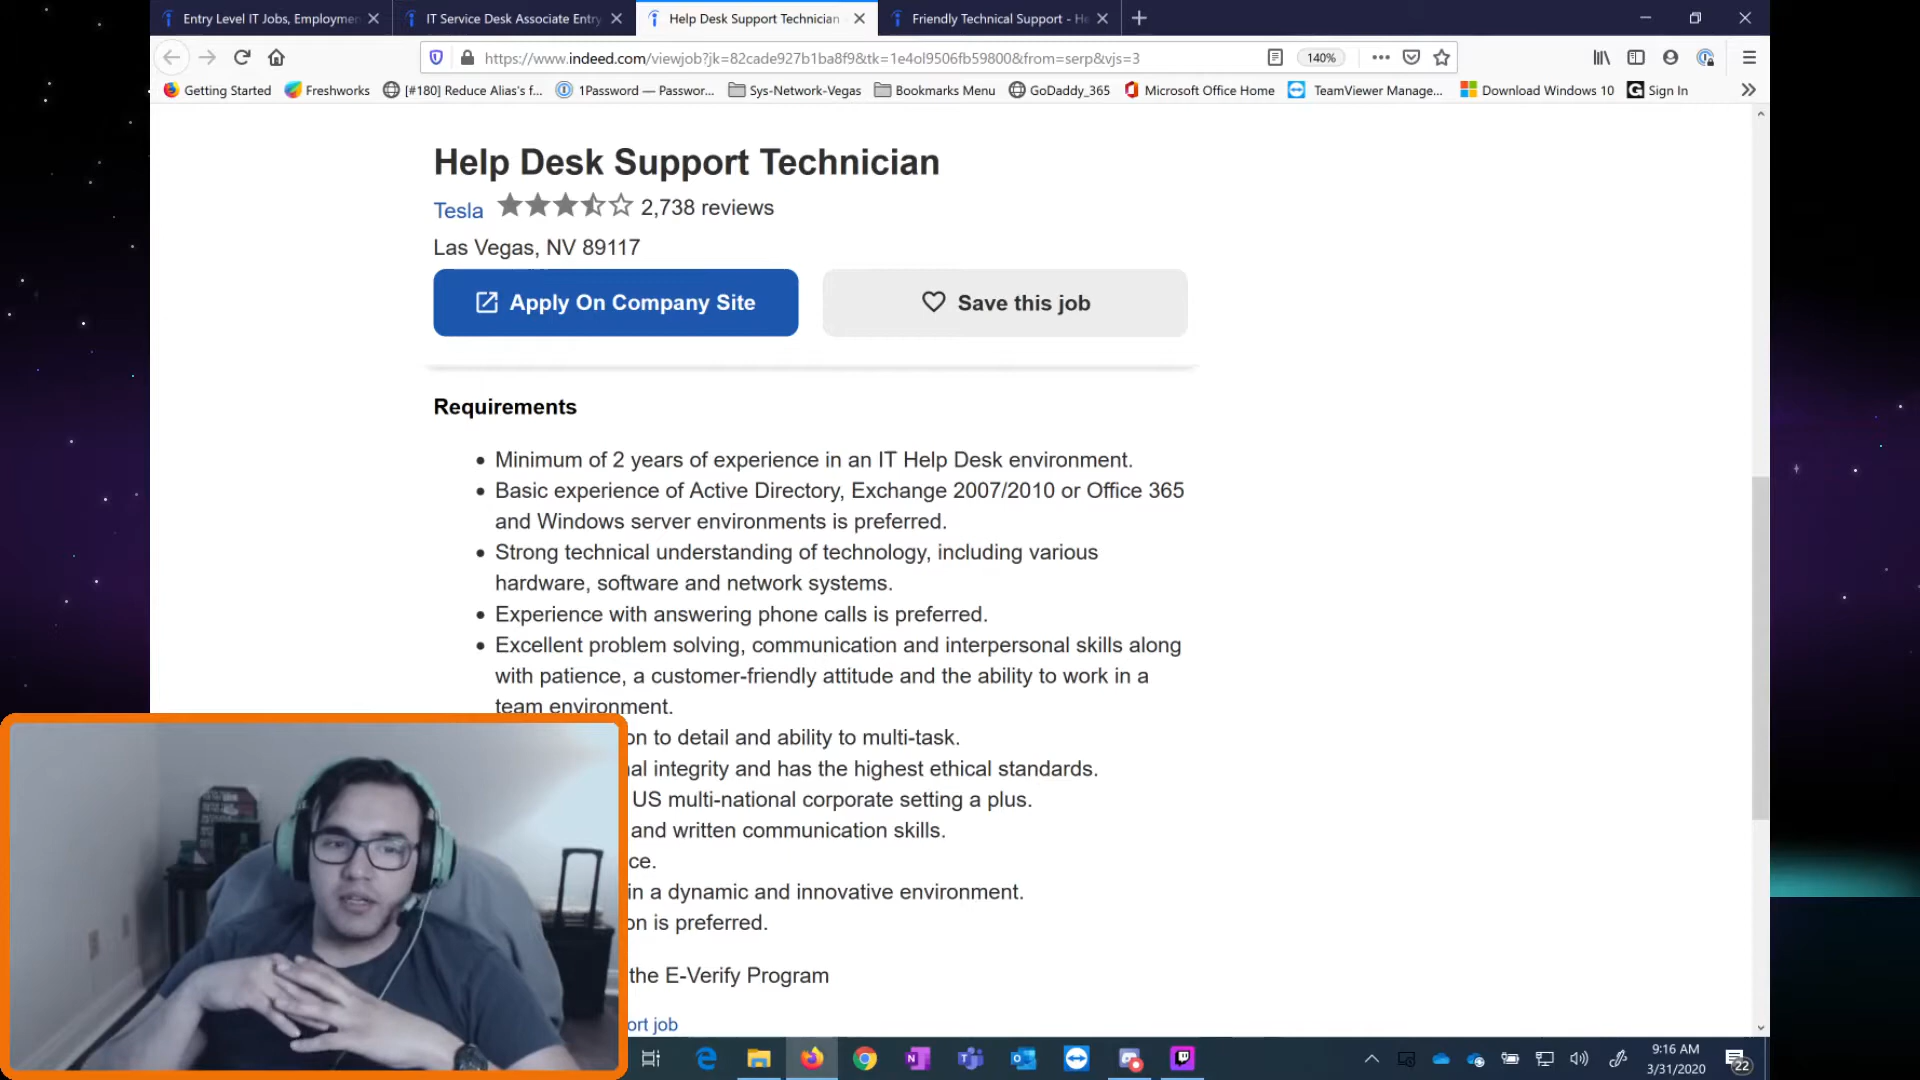 Entry Level IT Jobs, Employmen
IT Service Desk Associate Entry
Help Desk Support Technician
Friendly Technical Support - He
https://www.indeed.com/viewjob?jk=82cade927b1ba8f9&tk=1e4ol9506fb59800&from=serp&vjs=3
140%
Getting Started
Freshworks
[#180] Reduce Alias's f...
1Password — Passwor...
Sys-Network-Vegas
Bookmarks Menu
GoDaddy_365
Microsoft Office Home
TeamViewer Manage...
Download Windows 10
Sign In
Help Desk Support Technician
Tesla 2,738 reviews
Las Vegas, NV 89117
Apply On Company Site
Save this job
Requirements
Minimum of 2 years of experience in an IT Help Desk environment.
Basic experience of Active Directory, Exchange 2007/2010 or Office 365
and Windows server environments is preferred.
Strong technical understanding of technology, including various
hardware, software and network systems.
Experience with answering phone calls is preferred.
Excellent problem solving, communication and interpersonal skills along
with patience, a customer-friendly attitude and the ability to work in a
team environment.
on to detail and ability to multi-task.
al integrity and has the highest ethical standards.
US multi-national corporate setting a plus.
and written communication skills.
ce.
in a dynamic and innovative environment.
on is preferred.
the E-Verify Program
ort job
9:16 AM
3/31/2020
22